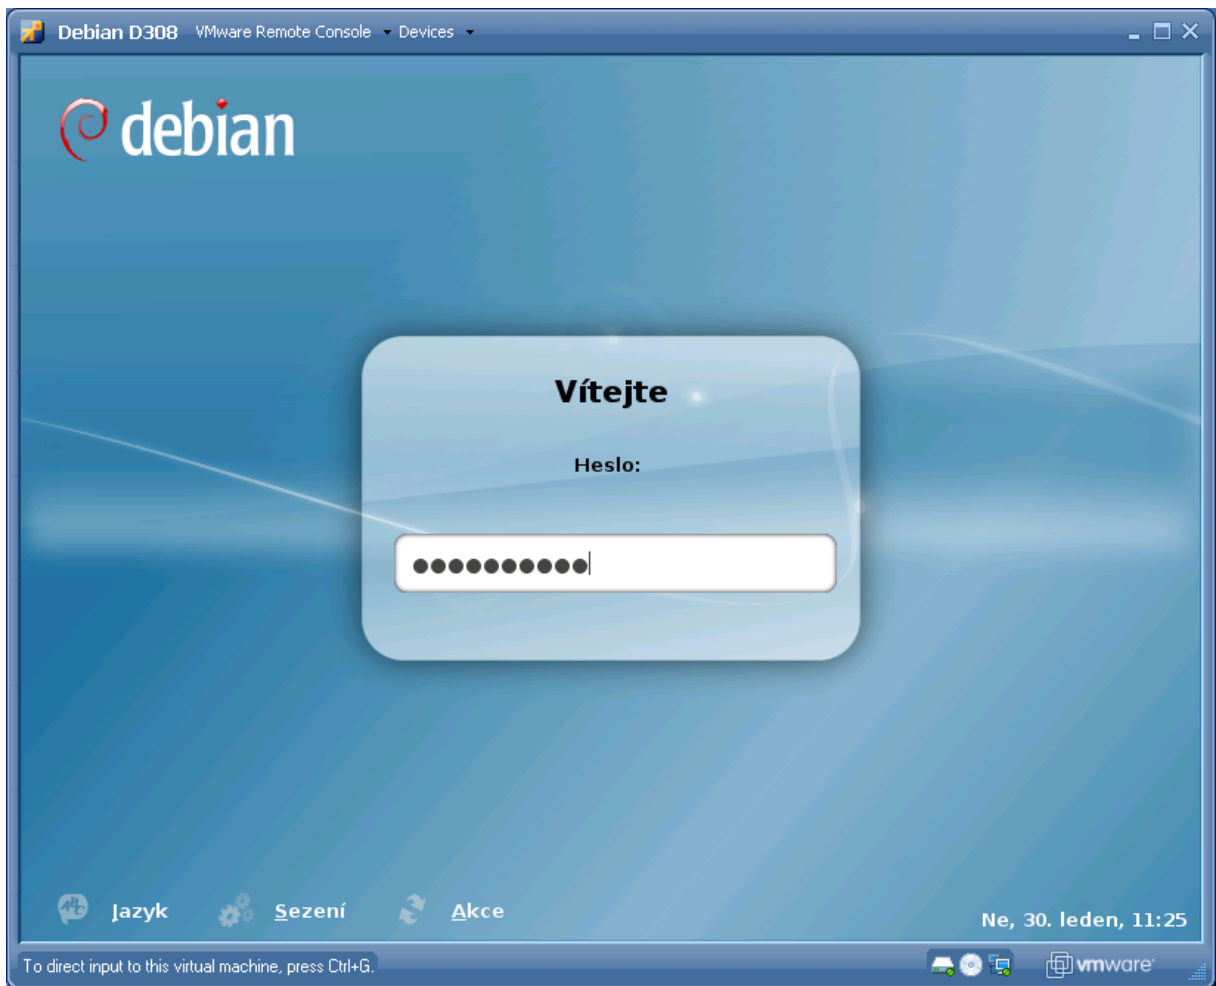 Debian D308 VMware Remote Console Devices
debian
Vítejte
Heslo:
Jazyk Sezení Akce
Ne, 30. leden, 11:25
To direct input to this virtual machine, press Ctrl+G.
vmware